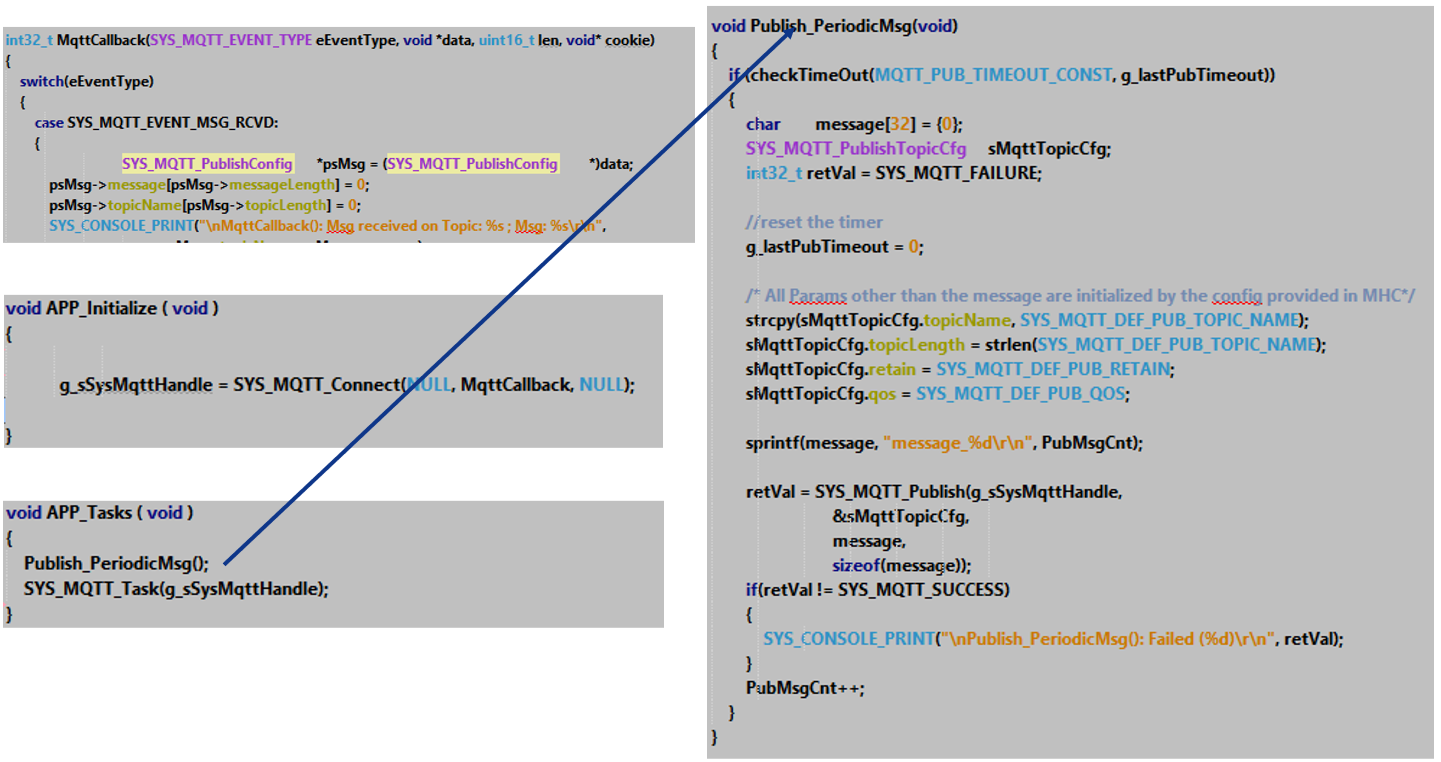 int32_t MqttCallback(SYS_MQTT_EVENT_TYPE eEventType, void *data, uint16_t len, void* cookie)
{
switch(eEventType)
{
case SYS_MQTT_EVENT_MSG_RCVD:
{
SYS_MQTT_PublishConfig *psMsg = (SYS_MQTT_PublishConfig *)data;
psMsg->message[psMsg->messageLength] = 0;
psMsg->topicName[psMsg->topicLength] = 0;
SYS_CONSOLE_PRINT("\nMqttCallback(): Msg received on Topic: %s ; Msg: %s\r\n",
void APP_Initialize ( void )
{
g_sSysMqttHandle = SYS_MQTT_Connect(NULL, MqttCallback, NULL);
}
void APP_Tasks ( void )
{
Publish_PeriodicMsg();
SYS_MQTT_Task(g_sSysMqttHandle);
}
void Publish_PeriodicMsg(void)
{
if (checkTimeOut(MQTT_PUB_TIMEOUT_CONST, g_lastPubTimeout))
{
char message[32] = {0};
SYS_MQTT_PublishTopicCfg sMqttTopicCfg;
int32_t retVal = SYS_MQTT_FAILURE;
//reset the timer
g_lastPubTimeout = 0;
/* All Params other than the message are initialized by the config provided in MHC*/
strcpy(sMqttTopicCfg.topicName, SYS_MQTT_DEF_PUB_TOPIC_NAME);
sMqttTopicCfg.topicLength = strlen(SYS_MQTT_DEF_PUB_TOPIC_NAME);
sMqttTopicCfg.retain = SYS_MQTT_DEF_PUB_RETAIN;
sMqttTopicCfg.qos = SYS_MQTT_DEF_PUB_QOS;
sprintf(message, "message_%d\r\n", PubMsgCnt);
retVal = SYS_MQTT_Publish(g_sSysMqttHandle,
&sMqttTopicCfg,
message,
sizeof(message));
if(retVal != SYS_MQTT_SUCCESS)
{
SYS_CONSOLE_PRINT("\nPublish_PeriodicMsg(): Failed (%d)\r\n", retVal);
}
PubMsgCnt++;
}
}